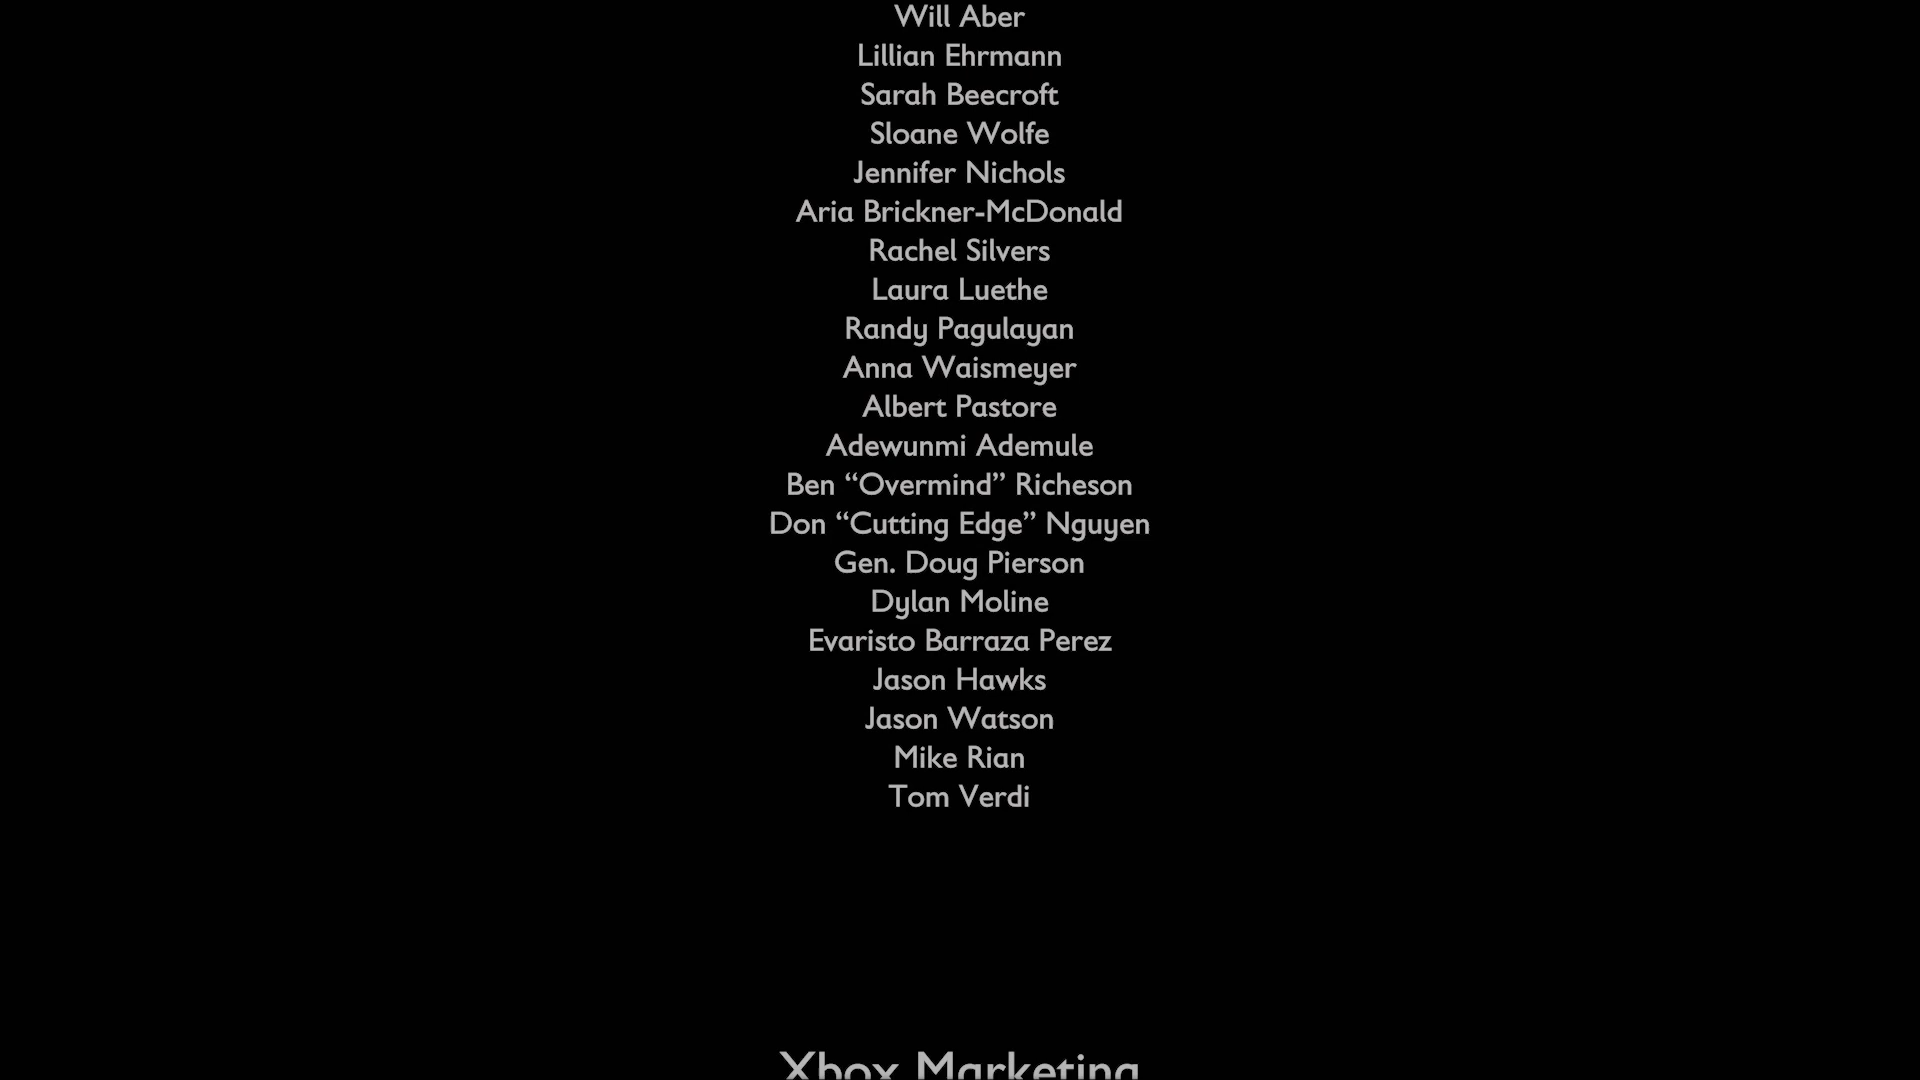 Will Aber
Lillian Ehrmann
Sarah Beecroft
Sloane Wolfe
Jennifer Nichols
Aria Brickner-McDonald
Rachel Silvers
Laura Luethe
Randy Pagulayan
Anna Waismeyer
Albert Pastore
Adewunmi Ademule
Ben “Overmind” Richeson
Don “Cutting Edge” Nguyen
Gen. Doug Pierson
Dylan Moline
Evaristo Barraza Perez
Jason Hawks
Jason Watson
Mike Rian
Tom Verdi
Xbox Marketing